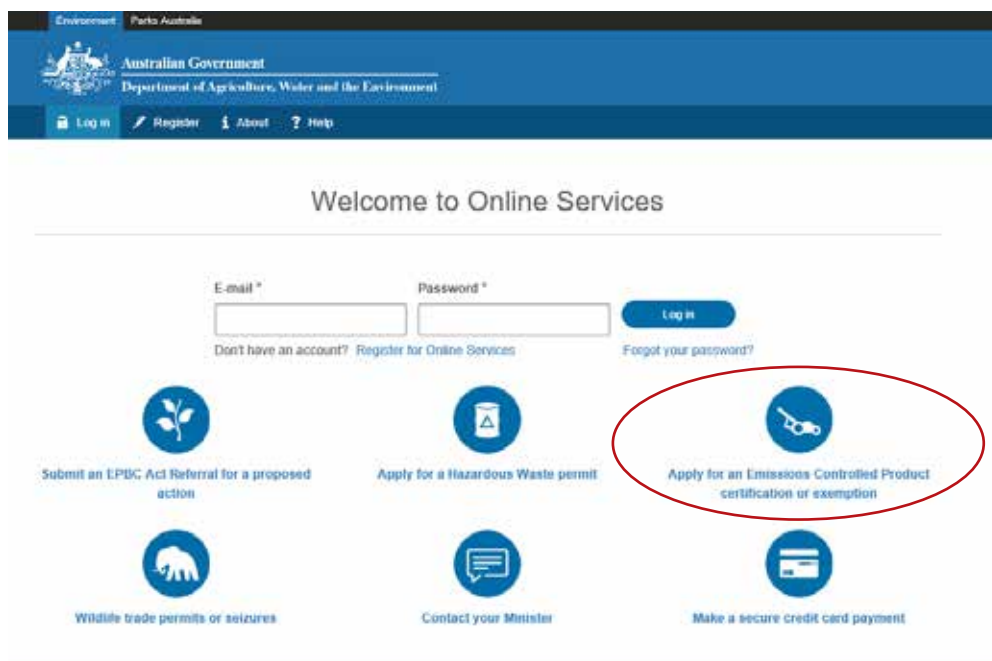 Environment Parks Australia
Australian Government
Department of Agriculture, Water and the Environment
Log in Register About Help
Welcome to Online Services
E-mail * Password *
Log in
Don't have an account? Register for Online Services Forgot your password?
Submit an EPBC Act Referral for a proposed
action
Apply for a Hazardous Waste permit
Apply for an Emissions Controlled Product
certification or exemption
Wildlife trade permits or seizures
Contact your Minister
Make a secure credit card payment